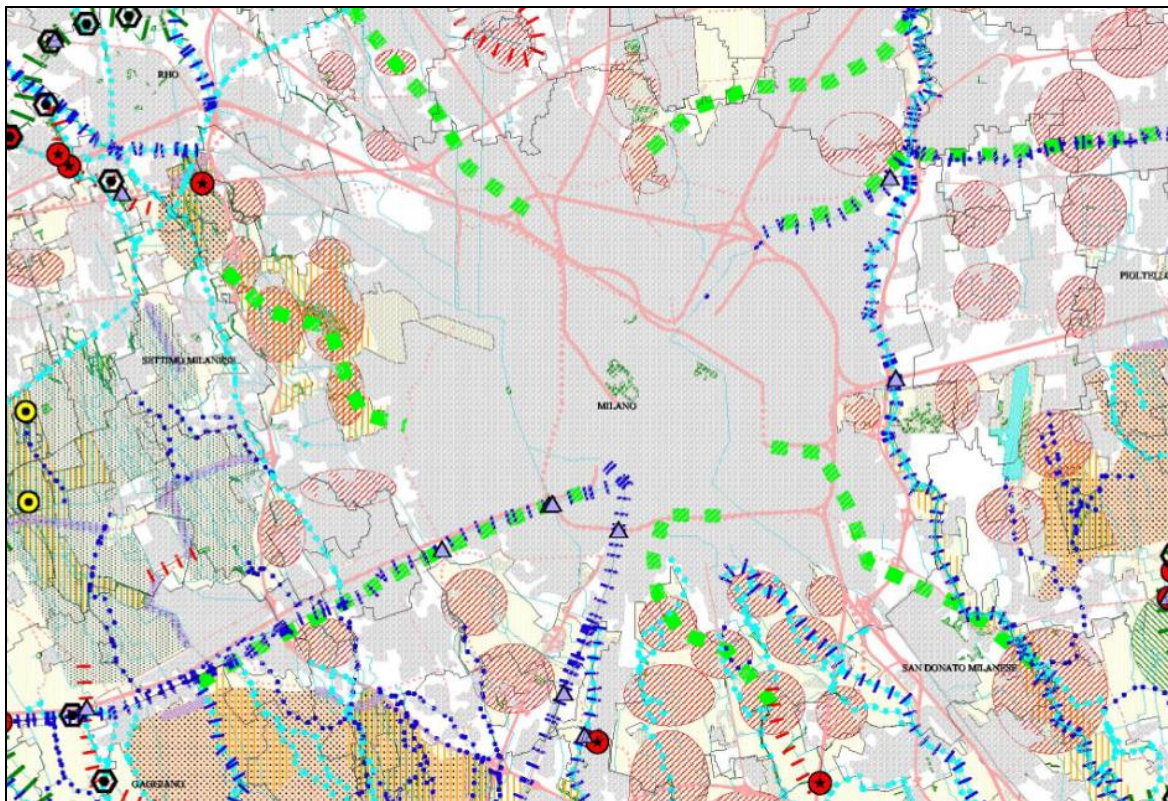 RHO
PIOLTELLO
SETTIMO MILANESE
MILANO
SAN DONATO MILANESE
GAGGIANO